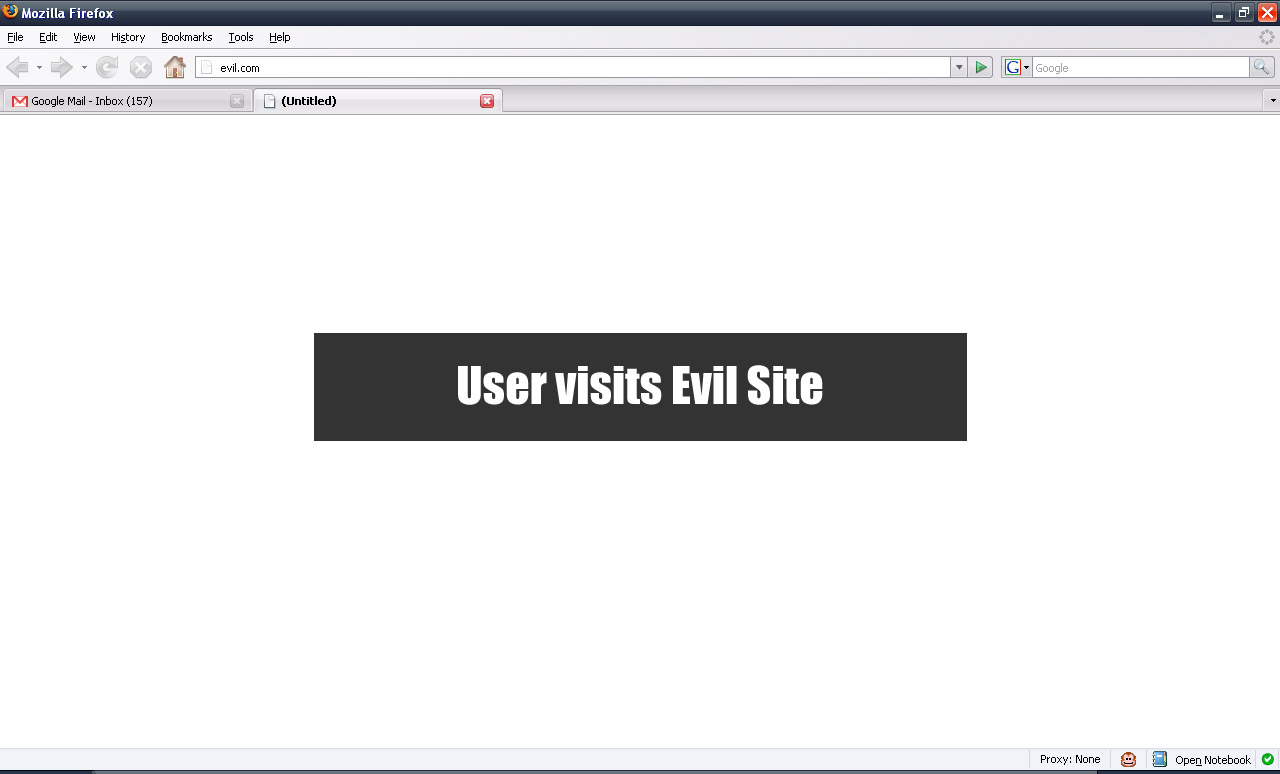 Mozilla Firefox
File Edit View History Bookmarks Tools Help
evil.com G Google
Google Mail - Inbox (157) (Untitled)
User visits Evil Site
Proxy: None Open Notebook